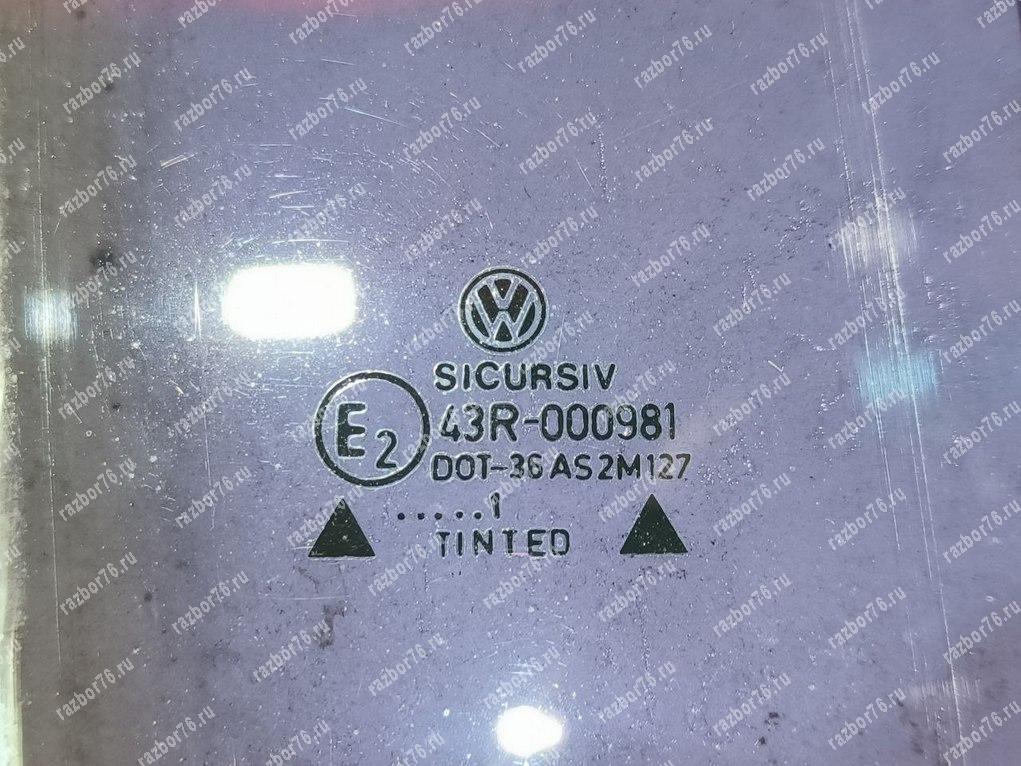 SICURSIV
E2 43R-000981
DOT-36 AS2M127
.....1
TINTED
razbor76.ru